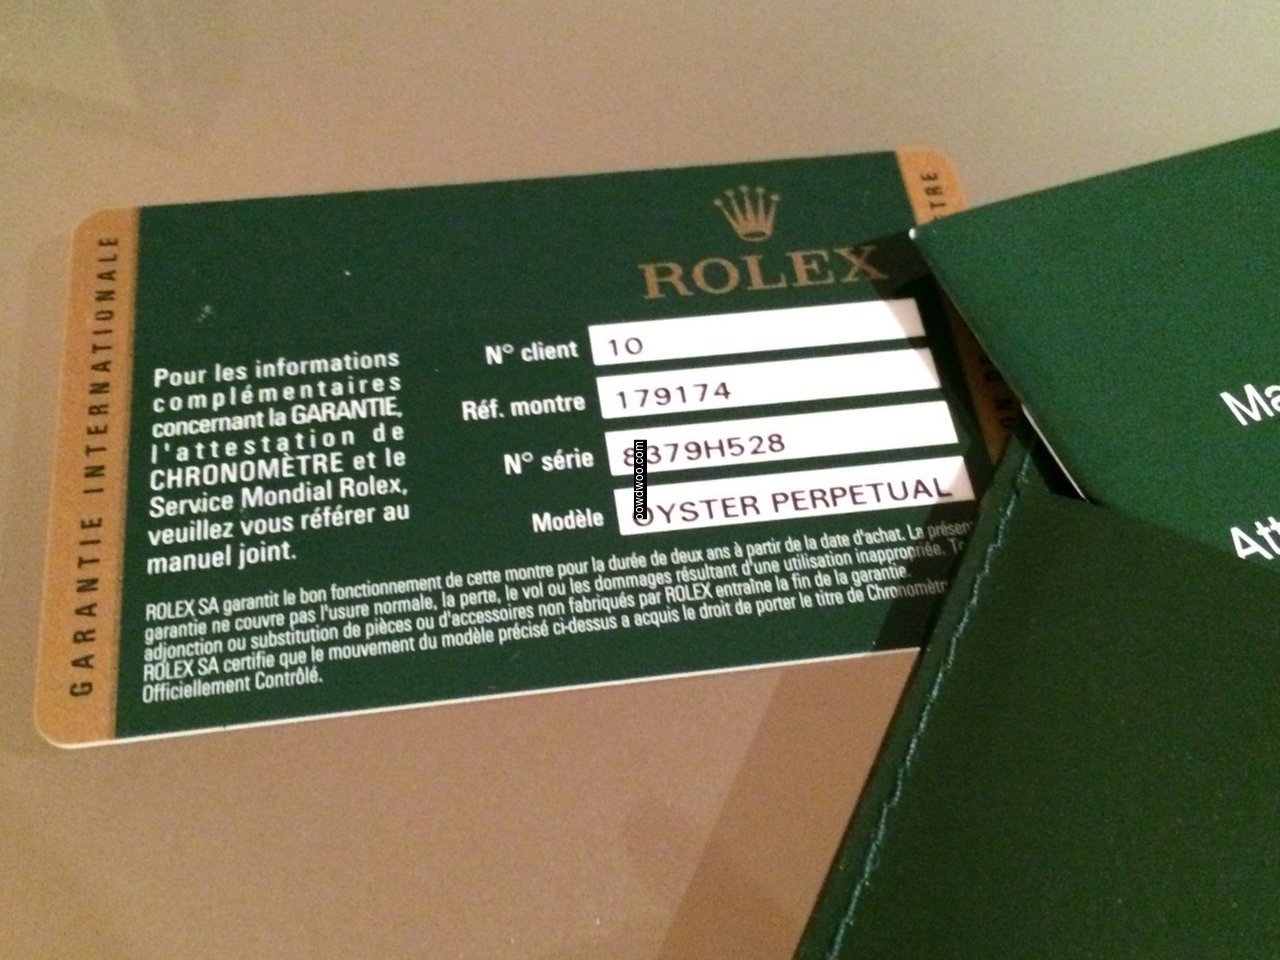 GARANTIE INTERNATIONALE
ROLEX
Pour les informations
complémentaires
concernant la GARANTIE,
l'attestation de
CHRONOMÈTRE et le
Service Mondial Rolex,
veuillez vous référer au
manuel joint.
N° client 10
Réf. montre 179174
N° série 8379H528
Modèle OYSTER PERPETUAL
powdwoo.com
ROLEX SA garantit le bon fonctionnement de cette montre pour la durée de deux ans à partir de la date d'achat. La
garantie ne couvre pas l'usure normale, la perte, le vol ou les dommages résultant d'une utilisation inappropriée.
adjonction ou substitution de pièces ou d'accessoires non fabriqués par ROLEX entraîne la fin de la garantie.
ROLEX SA certifie que le mouvement du modèle précisé ci-dessus a acquis le droit de porter le titre de
Officiellement Contrôlé.